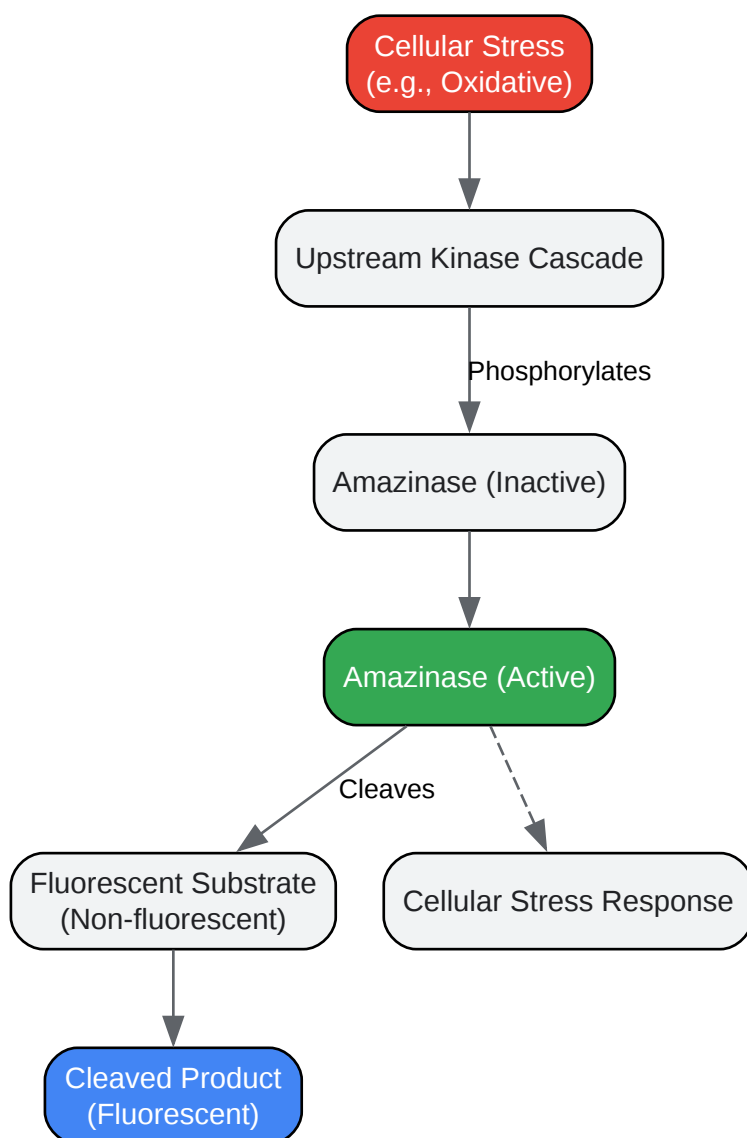 Cellular Stress
(e.g., Oxidative)
Upstream Kinase Cascade
Phosphorylates
Amazinase (Inactive)
Amazinase (Active)
Cleaves
Fluorescent Substrate
(Non-fluorescent)
Cellular Stress Response
Cleaved Product
(Fluorescent)